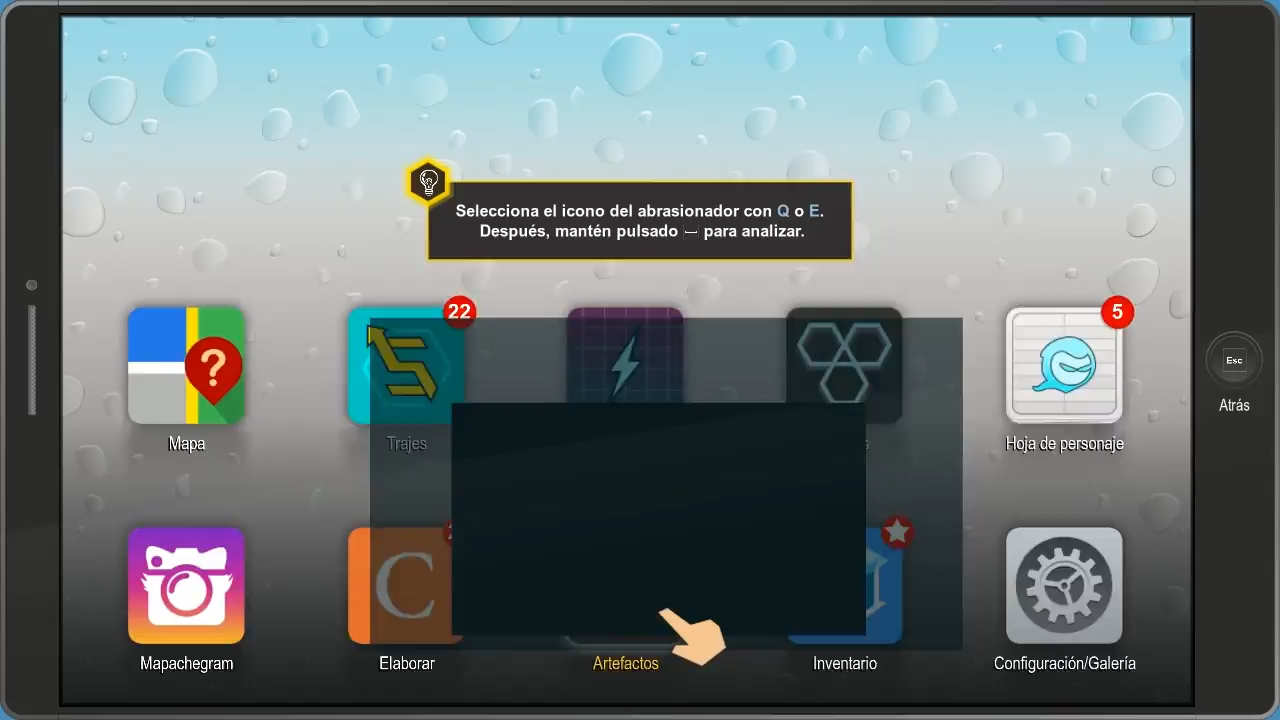 Selecciona el icono del abrasionador con Q o E.
Después, mantén pulsado para analizar.
22
5
Esc
Atrás
Mapa
Trajes
Hoja de personaje
C
Mapachegram
Elaborar
Artefactos
Inventario
Configuración/Galería